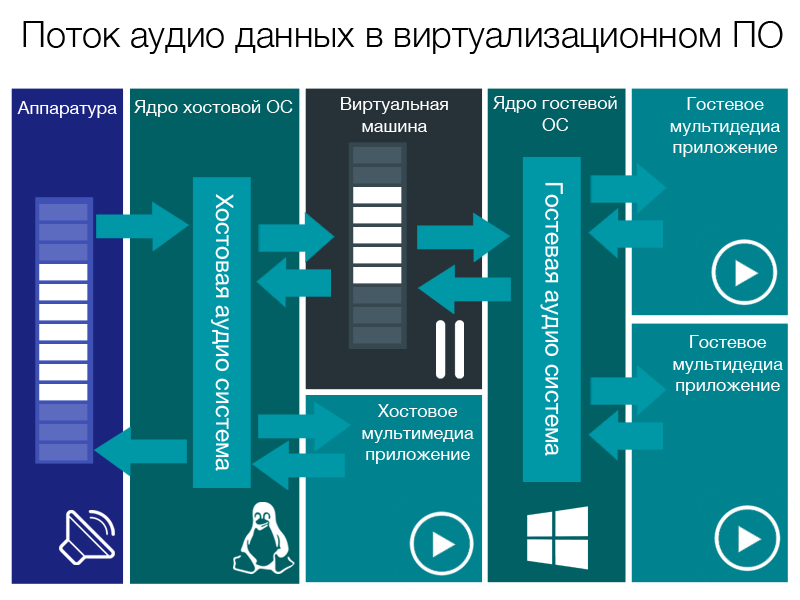 Поток аудио данных в виртуализационном ПО
Аппаратура
Ядро хостовой ОС
Хостовая аудио система
Виртуальная
машина
Хостовое
мультимедиа
приложение
Ядро гостевой
ОС
Гостевая аудио система
Гостевое
мультидедиа
приложение
Гостевое
мультидедиа
приложение